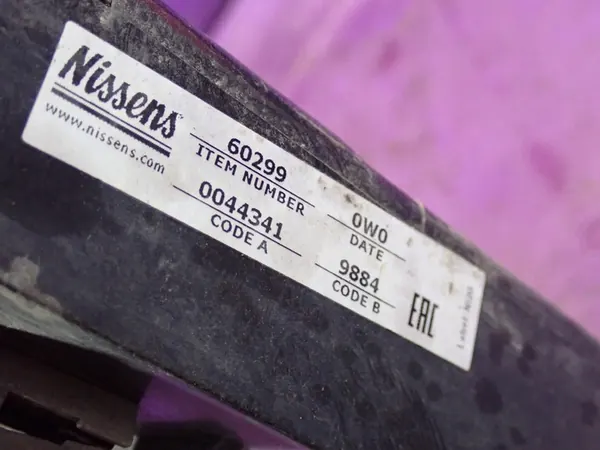 Nissens
www.nissens.com
60299
ITEM NUMBER
0044341
CODE A
0W0
DATE
9884
CODE B
EAC